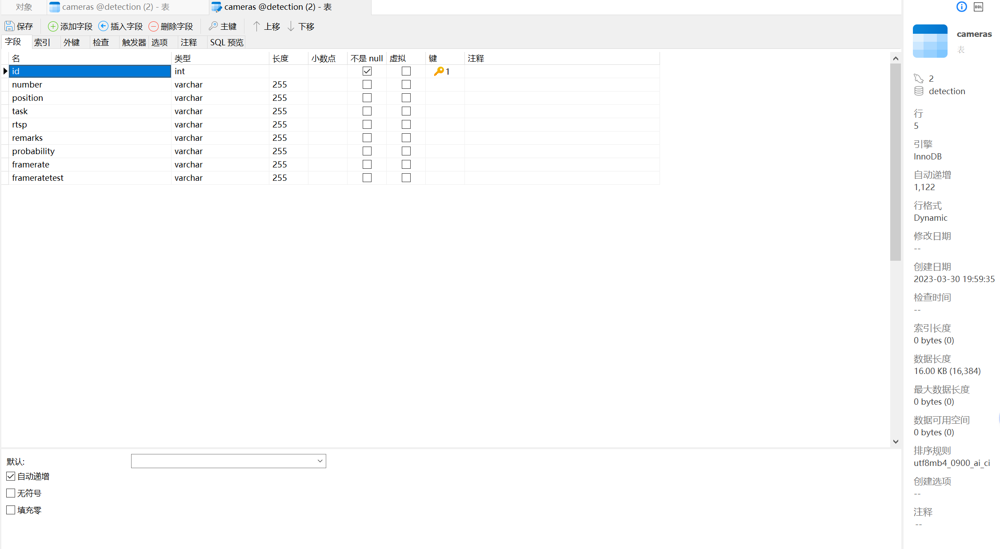 对象 cameras @detection (2) - 表 cameras @detection (2) - 表
保存 添加字段 插入字段 删除字段 主键 上移 下移
字段 索引 外键 检查 触发器 选项 注释 SQL 预览
名 类型 长度 小数点 不是 null 虚拟 键 注释
id int 1
number varchar 255
position varchar 255
task varchar 255
rtsp varchar 255
remarks varchar 255
probability varchar 255
framerate varchar 255
frameratetest varchar 255
默认:
自动递增
无符号
填充零
DDL
cameras
表
2
detection
行
5
引擎
InnoDB
自动递增
1,122
行格式
Dynamic
修改日期
--
创建日期
2023-03-30 19:59:35
检查时间
--
索引长度
0 bytes (0)
数据长度
16.00 KB (16,384)
最大数据长度
0 bytes (0)
数据可用空间
0 bytes (0)
排序规则
utf8mb4_0900_ai_ci
创建选项
--
注释
--